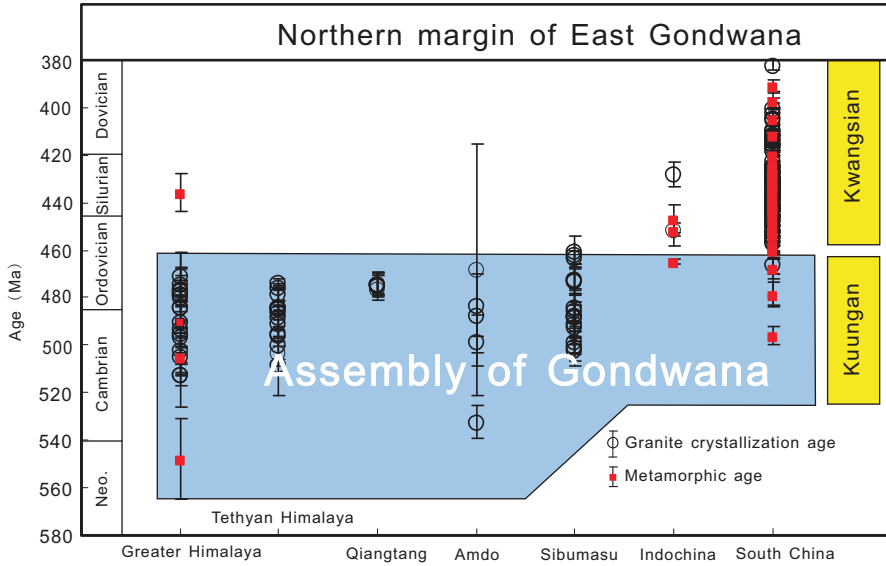 Northern margin of East Gondwana
380
400
420
440
460
480
500
520
540
560
580
Age (Ma)
Dovician
Silurian
Ordovician
Cambrian
Neo.
Kwangsian
Kuungan
Assembly of Gondwana
Granite crystallization age
Metamorphic age
Tethyan Himalaya
Greater Himalaya
Qiangtang
Amdo
Sibumasu
Indochina
South China